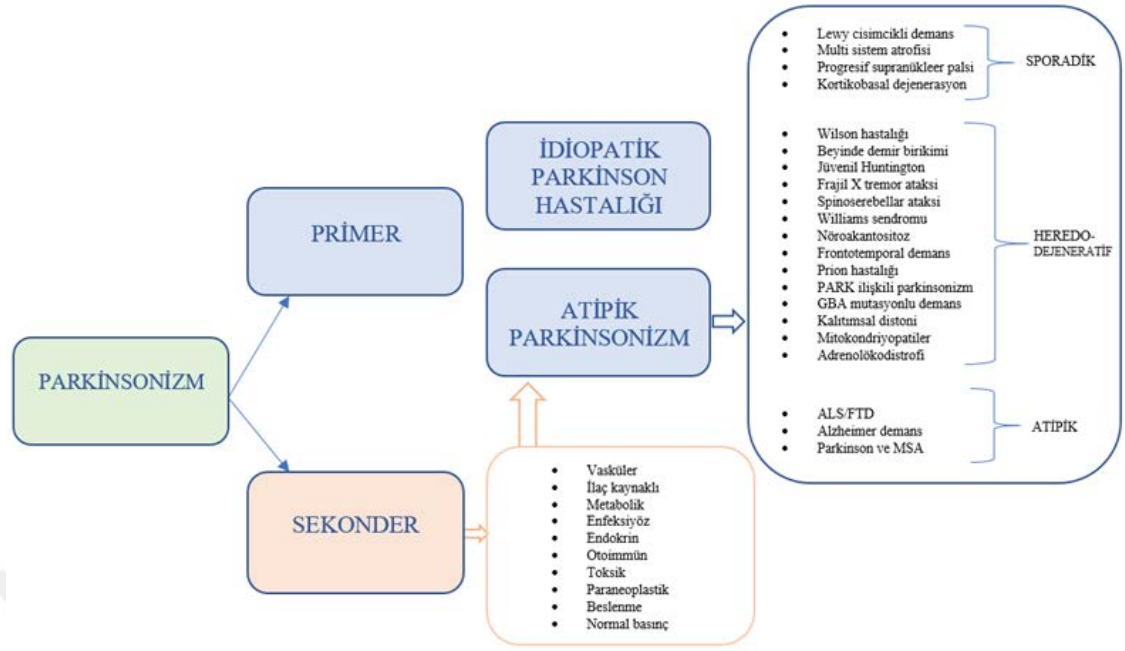 PARKİNSONİZM
PRİMER
SEKONDER
İDİOPATİK
PARKİNSON
HASTALIĞI
ATİPİK
PARKİNSONİZM
• Vasküler
• İlaç kaynaklı
• Metabolik
• Enfeksiyöz
• Endokrin
• Otoimmün
• Toksik
• Paraneoplastik
• Beslenme
• Normal basınç
• Lewy cisimcikli demans
• Multi sistem atrofisi
• Progresif supranükleer palsi
• Kortikobasal dejenerasyon
SPORADİK
• Wilson hastalığı
• Beyinde demir birikimi
• Jüvenil Huntington
• Frajil X tremor ataksi
• Spinoserebellar ataksi
• Williams sendromu
• Nöroakantositoz
• Frontotemporal demans
• Prion hastalığı
• PARK ilişkili parkinsonizm
• GBA mutasyonlu demans
• Kalıtımsal distoni
• Mitokondriyopatiler
• Adrenolökodistrofi
HEREDO-
DEJENERATİF
• ALS/FTD
• Alzheimer demans
• Parkinson ve MSA
ATİPİK